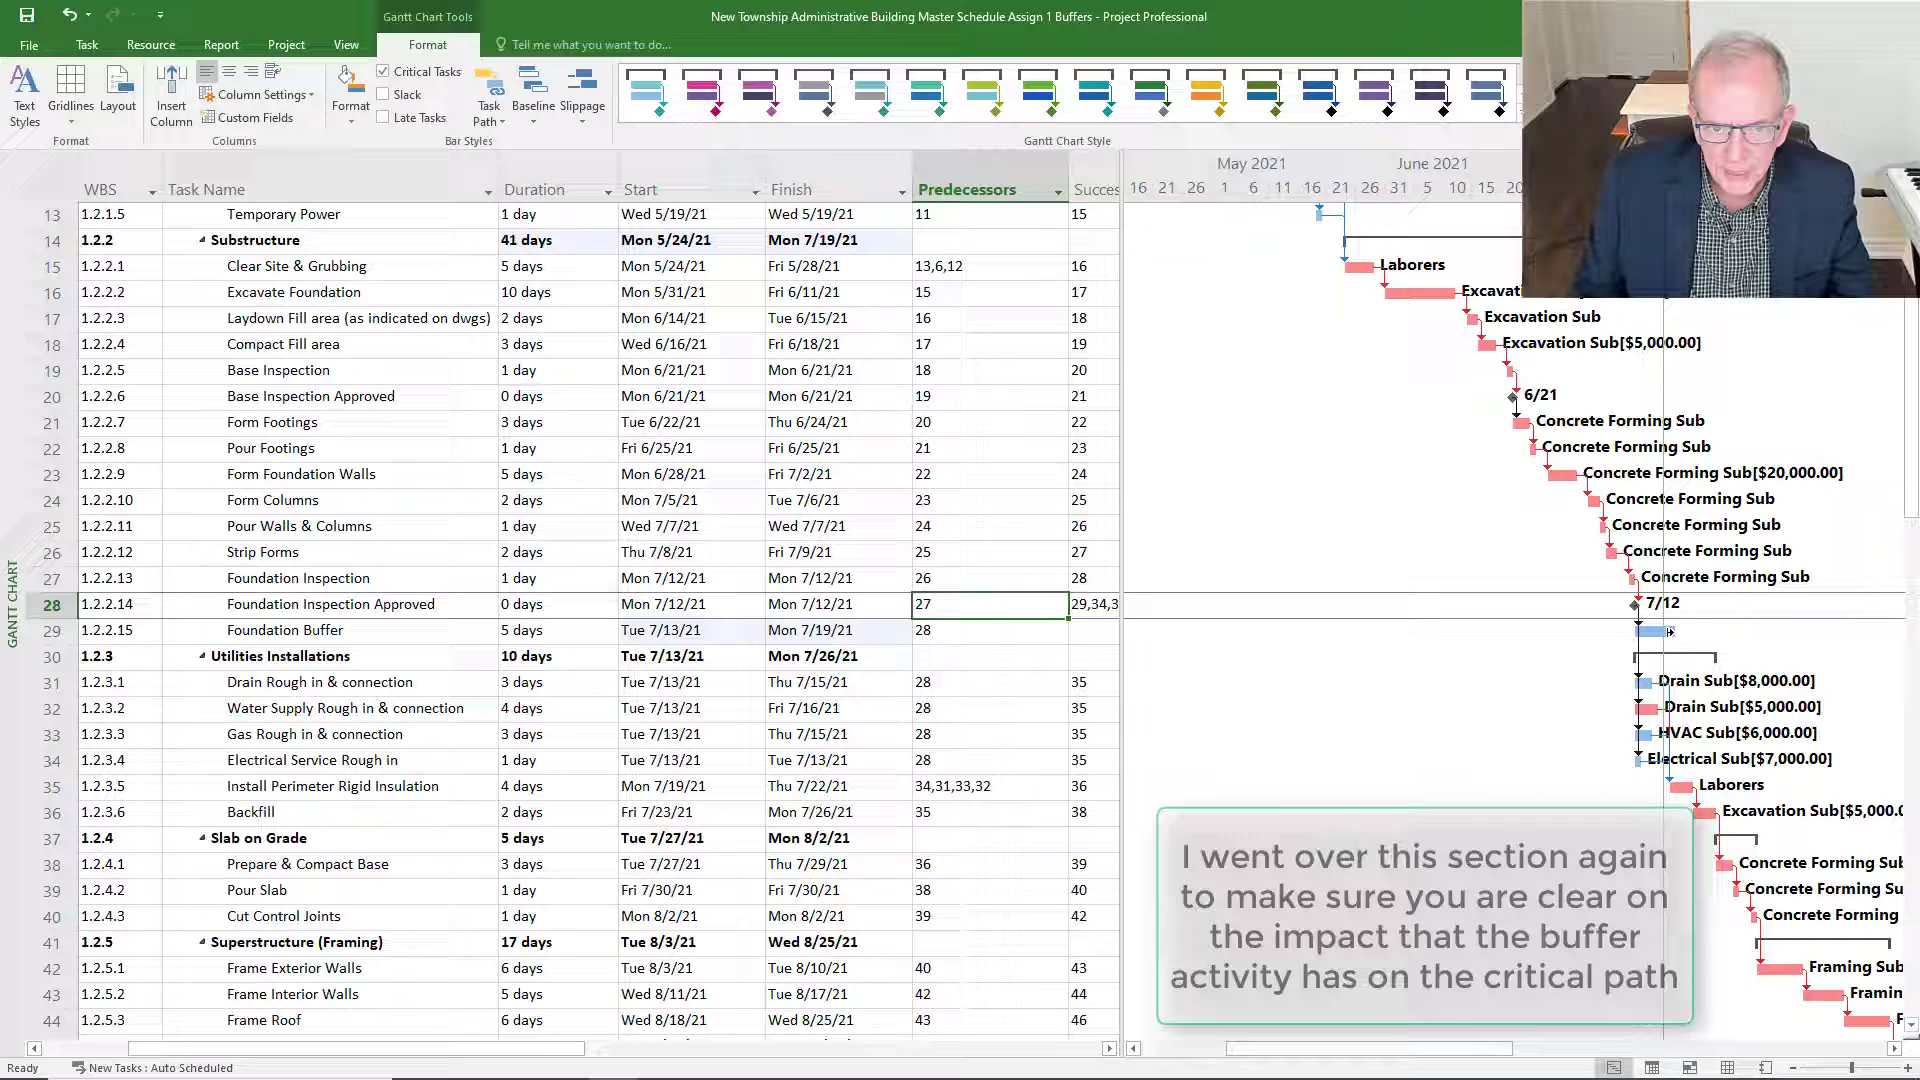 Gantt Chart Tools
New Township Administrative Building Master Schedule Assign 1 Buffers - Project Professional
File Task Resource Report Project View Format Tell me what you want to do...
Text Styles
Gridlines
Layout
Format
Insert Column
Column Settings
Custom Fields
Columns
Format
Critical Tasks
Slack
Late Tasks
Task Path
Baseline
Slippage
Bar Styles
Gantt Chart Style
May 2021 June 2021
WBS Task Name Duration Start Finish Predecessors Succes 16 21 26 1 6 11 16 21 26 31 5 10 15 20
13 1.2.1.5 Temporary Power 1 day Wed 5/19/21 Wed 5/19/21 11 15
14 1.2.2 Substructure 41 days Mon 5/24/21 Mon 7/19/21
15 1.2.2.1 Clear Site & Grubbing 5 days Mon 5/24/21 Fri 5/28/21 13,6,12 16 Laborers
16 1.2.2.2 Excavate Foundation 10 days Mon 5/31/21 Fri 6/11/21 15 17 Excavati
17 1.2.2.3 Laydown Fill area (as indicated on dwgs) 2 days Mon 6/14/21 Tue 6/15/21 16 18 Excavation Sub
18 1.2.2.4 Compact Fill area 3 days Wed 6/16/21 Fri 6/18/21 17 19 Excavation Sub[$5,000.00]
19 1.2.2.5 Base Inspection 1 day Mon 6/21/21 Mon 6/21/21 18 20
20 1.2.2.6 Base Inspection Approved 0 days Mon 6/21/21 Mon 6/21/21 19 21 6/21
21 1.2.2.7 Form Footings 3 days Tue 6/22/21 Thu 6/24/21 20 22 Concrete Forming Sub
22 1.2.2.8 Pour Footings 1 day Fri 6/25/21 Fri 6/25/21 21 23 Concrete Forming Sub
23 1.2.2.9 Form Foundation Walls 5 days Mon 6/28/21 Fri 7/2/21 22 24 Concrete Forming Sub[$20,000.00]
24 1.2.2.10 Form Columns 2 days Mon 7/5/21 Tue 7/6/21 23 25 Concrete Forming Sub
25 1.2.2.11 Pour Walls & Columns 1 day Wed 7/7/21 Wed 7/7/21 24 26 Concrete Forming Sub
26 1.2.2.12 Strip Forms 2 days Thu 7/8/21 Fri 7/9/21 25 27 Concrete Forming Sub
27 1.2.2.13 Foundation Inspection 1 day Mon 7/12/21 Mon 7/12/21 26 28 Concrete Forming Sub
28 1.2.2.14 Foundation Inspection Approved 0 days Mon 7/12/21 Mon 7/12/21 27 29,34,3 7/12
29 1.2.2.15 Foundation Buffer 5 days Tue 7/13/21 Mon 7/19/21 28
30 1.2.3 Utilities Installations 10 days Tue 7/13/21 Mon 7/26/21
31 1.2.3.1 Drain Rough in & connection 3 days Tue 7/13/21 Thu 7/15/21 28 35 Drain Sub[$8,000.00]
32 1.2.3.2 Water Supply Rough in & connection 4 days Tue 7/13/21 Fri 7/16/21 28 35 Drain Sub[$5,000.00]
33 1.2.3.3 Gas Rough in & connection 3 days Tue 7/13/21 Thu 7/15/21 28 35 HVAC Sub[$6,000.00]
34 1.2.3.4 Electrical Service Rough in 1 day Tue 7/13/21 Tue 7/13/21 28 35 Electrical Sub[$7,000.00]
35 1.2.3.5 Install Perimeter Rigid Insulation 4 days Mon 7/19/21 Thu 7/22/21 34,31,33,32 36 Laborers
36 1.2.3.6 Backfill 2 days Fri 7/23/21 Mon 7/26/21 35 38 Excavation Sub[$5,000.0
37 1.2.4 Slab on Grade 5 days Tue 7/27/21 Mon 8/2/21
38 1.2.4.1 Prepare & Compact Base 3 days Tue 7/27/21 Thu 7/29/21 36 39 Concrete Forming Sub
39 1.2.4.2 Pour Slab 1 day Fri 7/30/21 Fri 7/30/21 38 40 Concrete Forming Su
40 1.2.4.3 Cut Control Joints 1 day Mon 8/2/21 Mon 8/2/21 39 42 Concrete Forming
41 1.2.5 Superstructure (Framing) 17 days Tue 8/3/21 Wed 8/25/21
42 1.2.5.1 Frame Exterior Walls 6 days Tue 8/3/21 Tue 8/10/21 40 43 Framing Sub
43 1.2.5.2 Frame Interior Walls 5 days Wed 8/11/21 Tue 8/17/21 42 44 Framin
44 1.2.5.3 Frame Roof 6 days Wed 8/18/21 Wed 8/25/21 43 46 F
GANTT CHART
I went over this section again
to make sure you are clear on
the impact that the buffer
activity has on the critical path
Ready New Tasks : Auto Scheduled